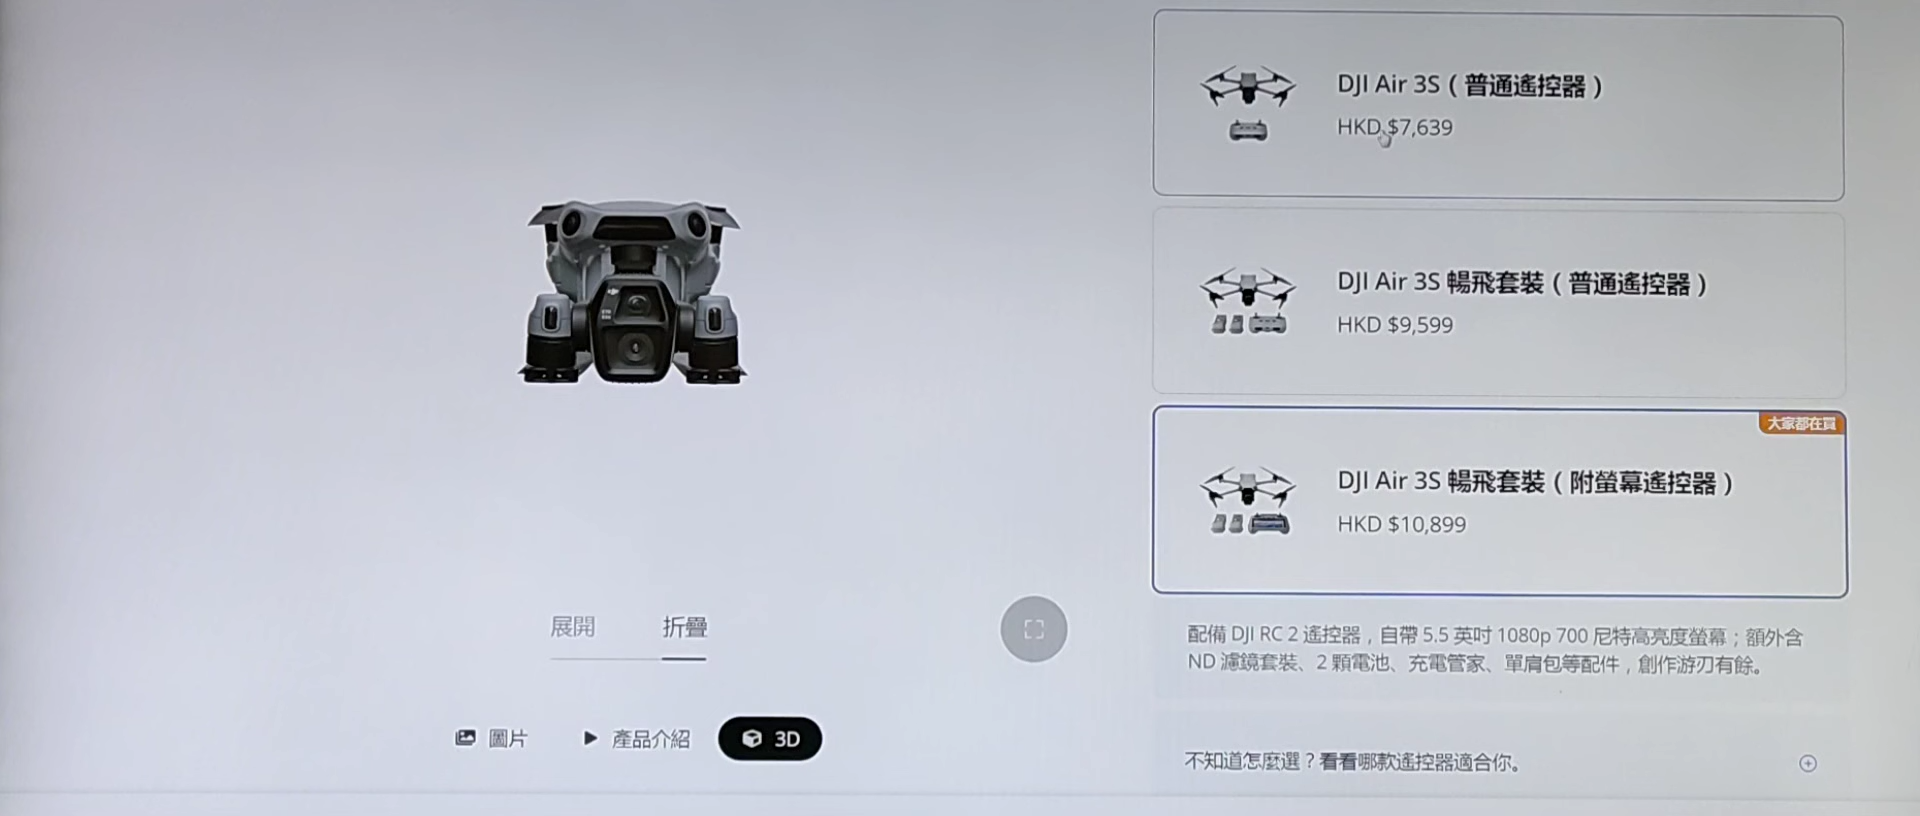 DJI Air 3S（普通遙控器）
HKD $7,639
DJI Air 3S 暢飛套裝（普通遙控器）
HKD $9,599
大家都在買
DJI Air 3S 暢飛套裝（附螢幕遙控器）
HKD $10,899
配備 DJI RC 2 遙控器，自帶 5.5 英吋 1080p 700 尼特高亮度螢幕；額外含
ND 濾鏡套裝、2 顆電池、充電管家、單肩包等配件，創作游刃有餘。
不知道怎麼選？看看哪款遙控器適合你。
展開
折疊
圖片
產品介紹
3D